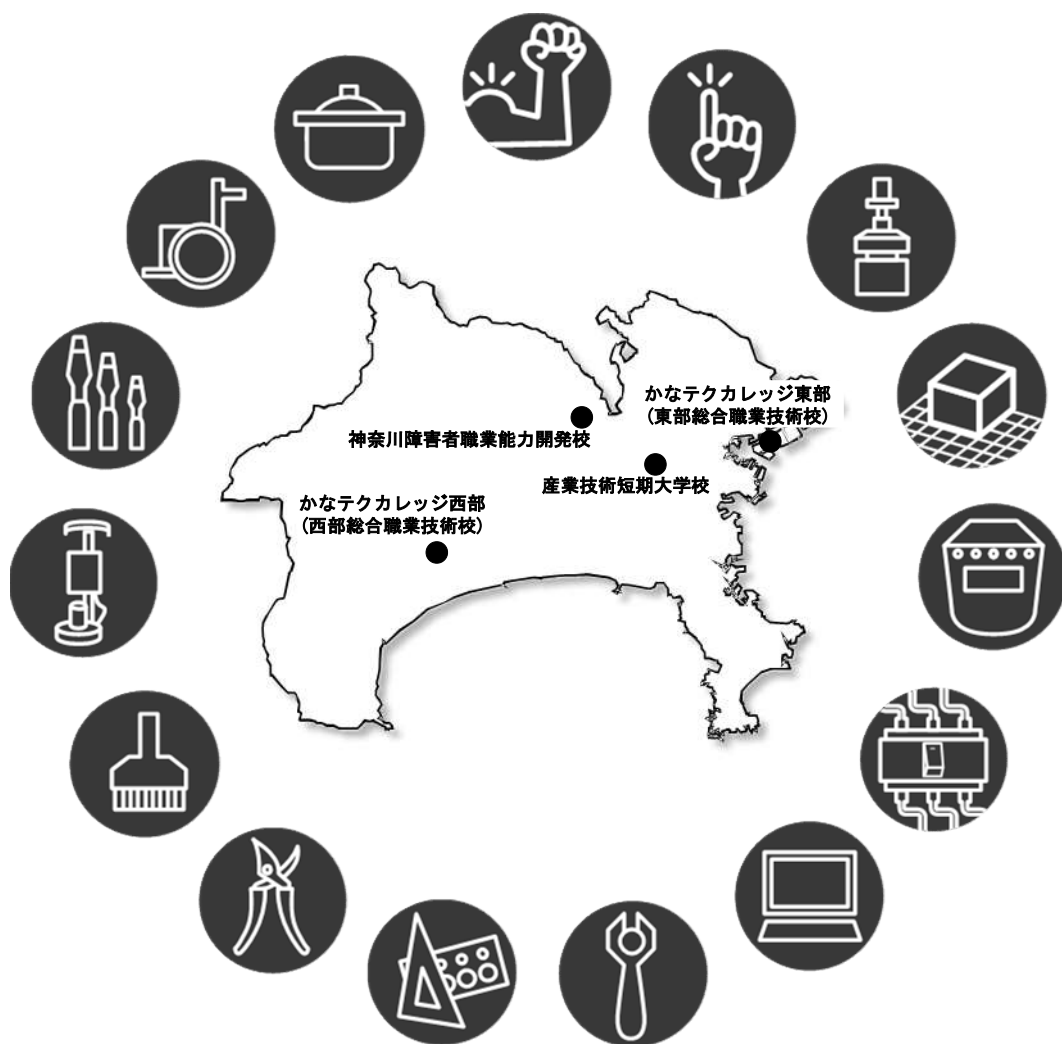 かなテクカレッジ東部
（東部総合職業技術校）
神奈川障害者職業能力開発校
産業技術短期大学校
かなテクカレッジ西部
（西部総合職業技術校）